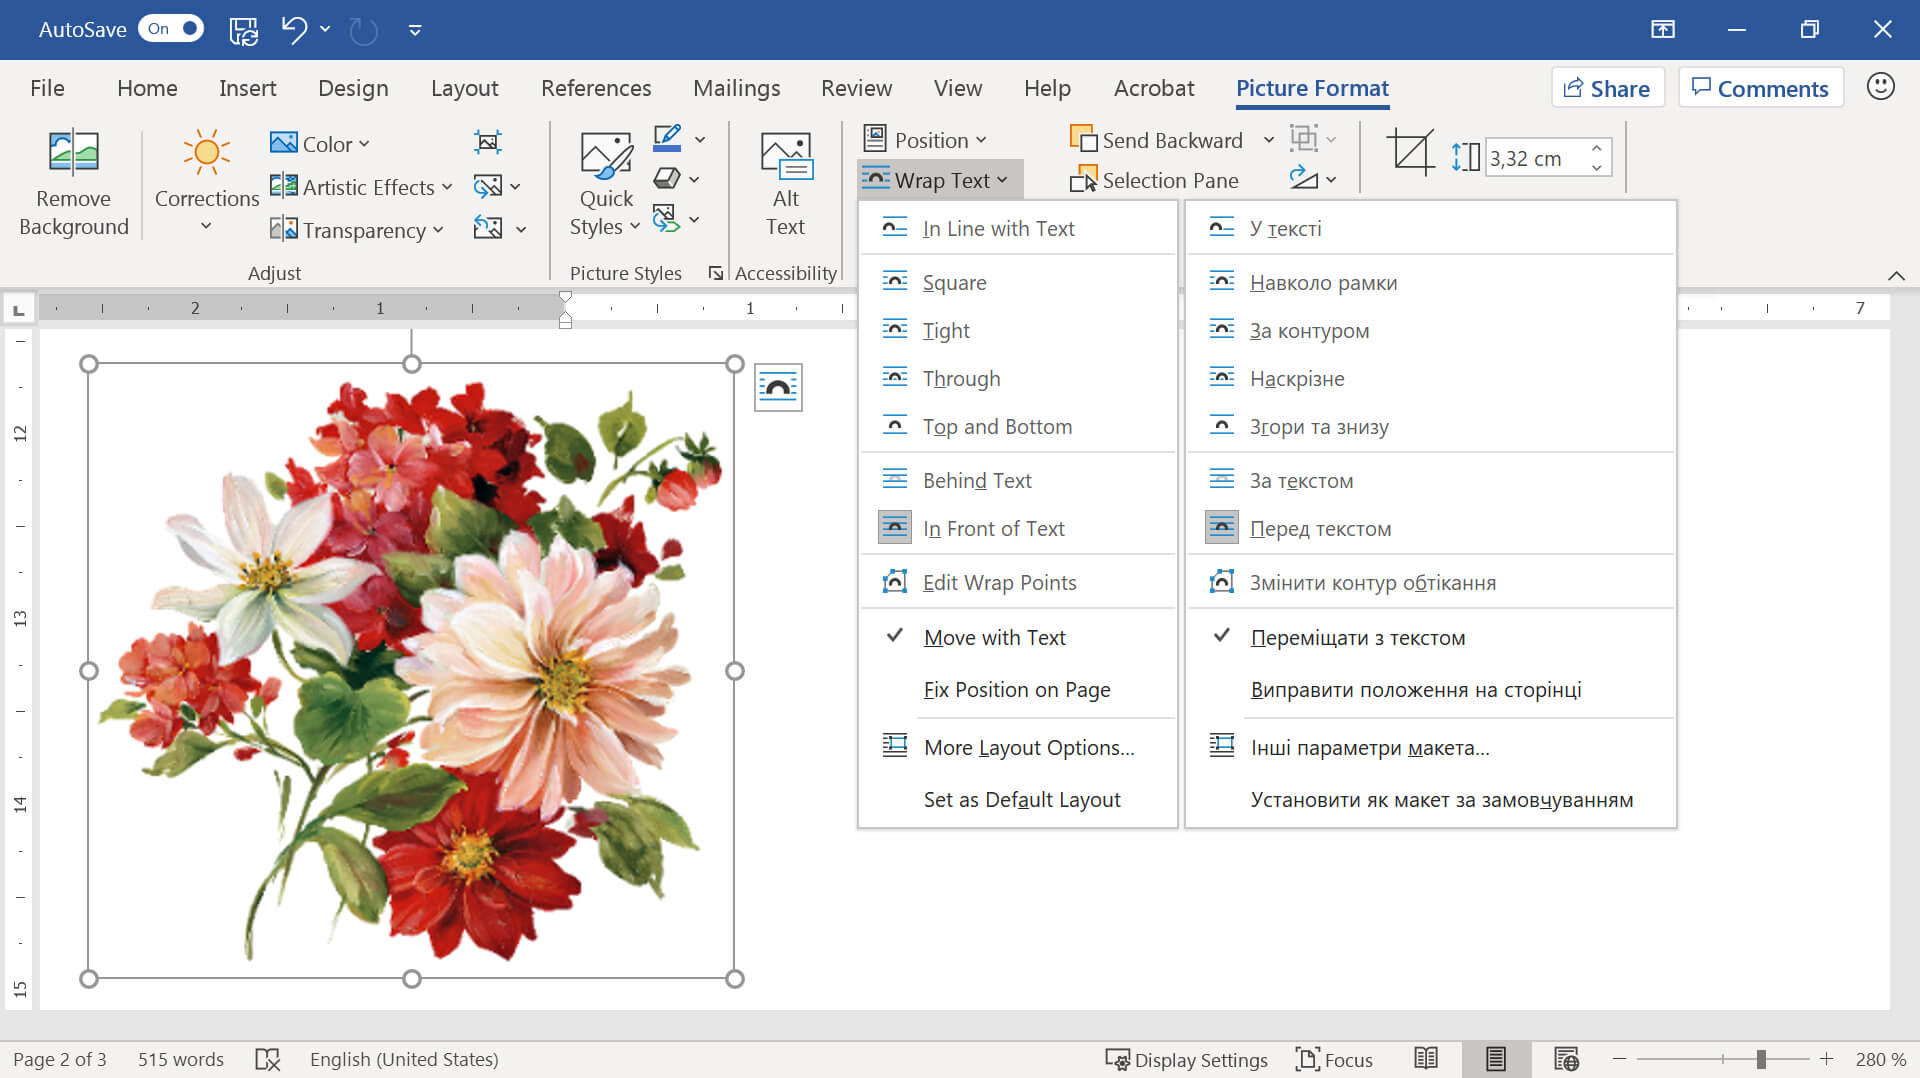 AutoSave On
File Home Insert Design Layout References Mailings Review View Help Acrobat Picture Format Share Comments
Remove Background
Corrections
Color
Artistic Effects
Transparency
Adjust
Quick Styles
Picture Styles
Alt Text
Accessibility
Position
Wrap Text
Send Backward
Selection Pane
3,32 cm
2 1 1 7
In Line with Text
Square
Tight
Through
Top and Bottom
Behind Text
In Front of Text
Edit Wrap Points
Move with Text
Fix Position on Page
More Layout Options...
Set as Default Layout
У тексті
Навколо рамки
За контуром
Наскрізне
Згори та знизу
За текстом
Перед текстом
Змінити контур обтікання
Переміщати з текстом
Виправити положення на сторінці
Інші параметри макета...
Установити як макет за замовчуванням
12
13
14
15
Page 2 of 3 515 words English (United States) Display Settings Focus 280 %